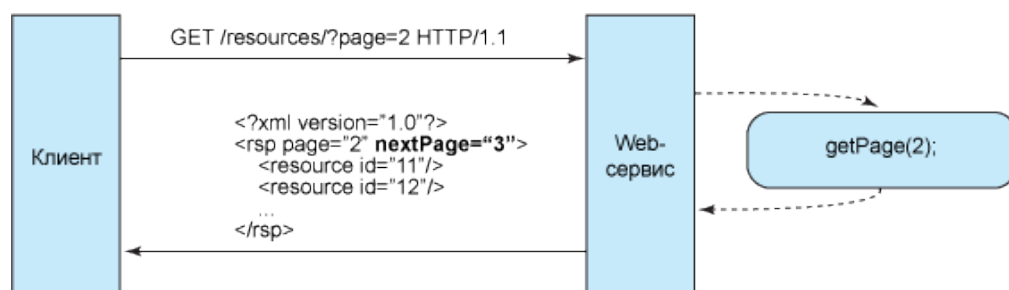 GET /resources/?page=2 HTTP/1.1
Клиент
<?xml version="1.0"?>
<rsp page="2" nextPage=“3”>
<resource id="11"/>
<resource id="12"/>
...
</rsp>
Web-
сервис
getPage(2);